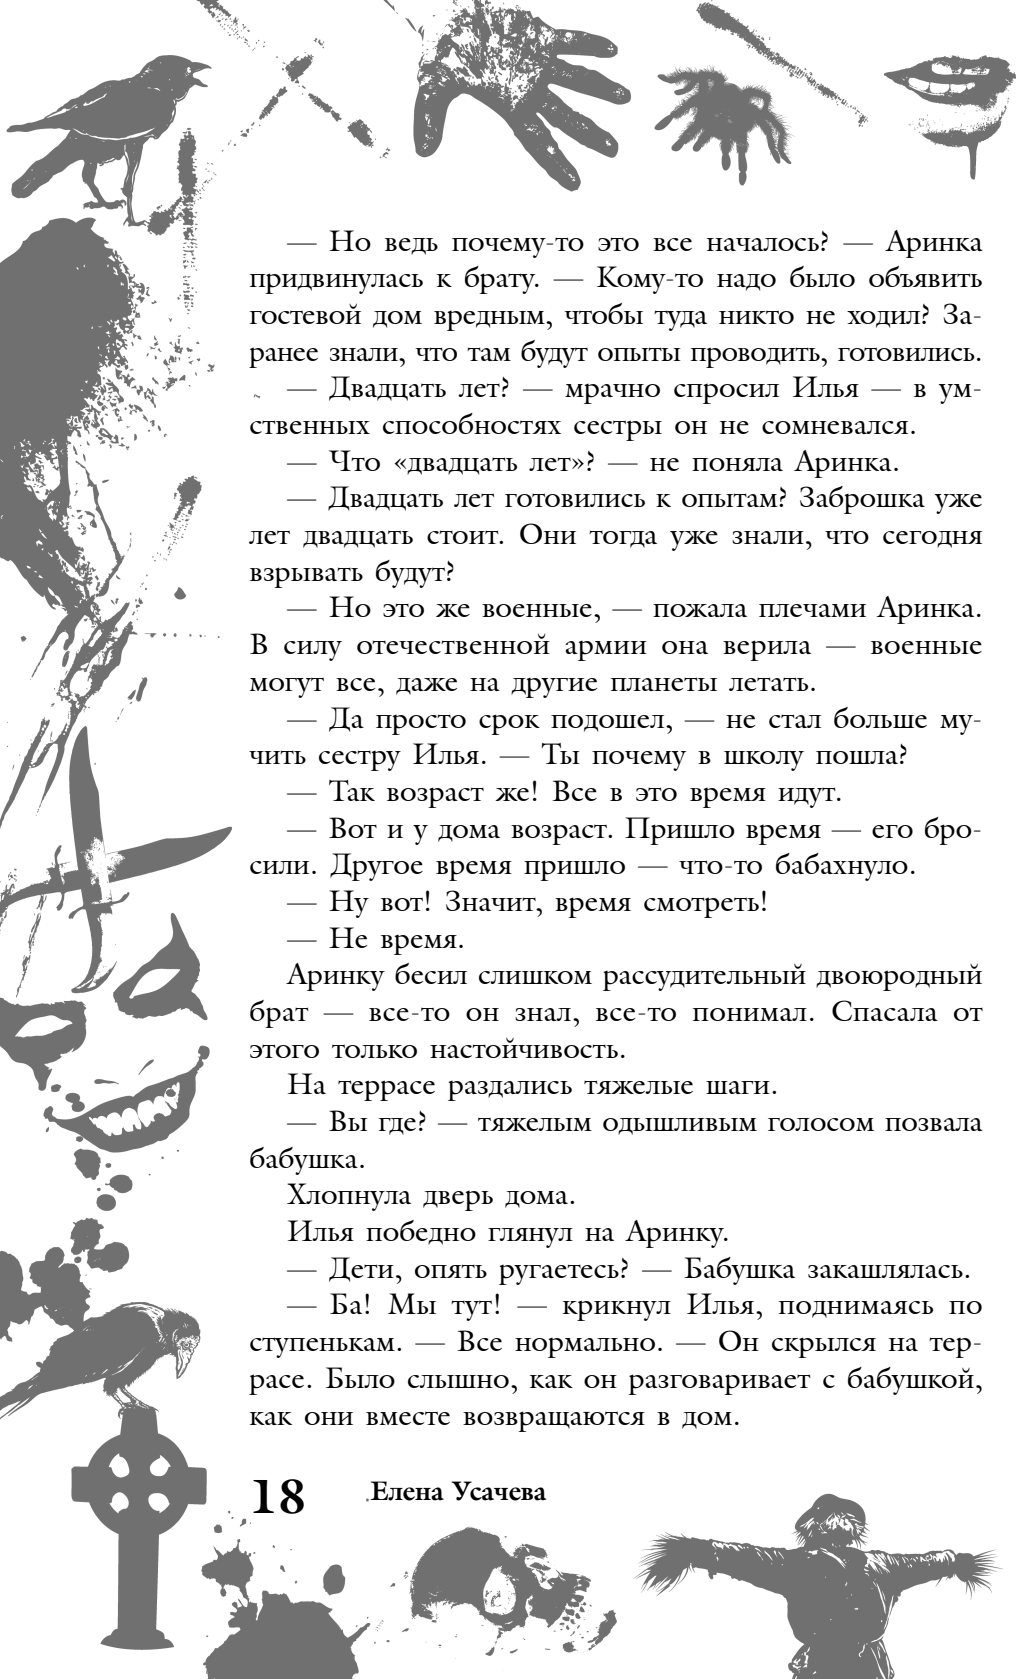 — Но ведь почему-то это все началось? — Аринка
придвинулась к брату. — Кому-то надо было объявить
гостевой дом вредным, чтобы туда никто не ходил? За-
ранее знали, что там будут опыты проводить, готовились.
— Двадцать лет? — мрачно спросил Илья — в ум-
ственных способностях сестры он не сомневался.
— Что «двадцать лет»? — не поняла Аринка.
— Двадцать лет готовились к опытам? Заброшка уже
лет двадцать стоит. Они тогда уже знали, что сегодня
взрывать будут?
— Но это же военные, — пожала плечами Аринка.
В силу отечественной армии она верила — военные
могут все, даже на другие планеты летать.
— Да просто срок подошел, — не стал больше му-
чить сестру Илья. — Ты почему в школу пошла?
— Так возраст же! Все в это время идут.
— Вот и у дома возраст. Пришло время — его бро-
сили. Другое время пришло — что-то бабахнуло.
— Ну вот! Значит, время смотреть!
— Не время.
Аринку бесил слишком рассудительный двоюродный
брат — все-то он знал, все-то понимал. Спасала от
этого только настойчивость.
На террасе раздались тяжелые шаги.
— Вы где? — тяжелым одышливым голосом позвала
бабушка.
Хлопнула дверь дома.
Илья победно глянул на Аринку.
— Дети, опять ругаетесь? — Бабушка закашлялась.
— Ба! Мы тут! — крикнул Илья, поднимаясь по
ступенькам. — Все нормально. — Он скрылся на тер-
расе. Было слышно, как он разговаривает с бабушкой,
как они вместе возвращаются в дом.
18 Елена Усачева